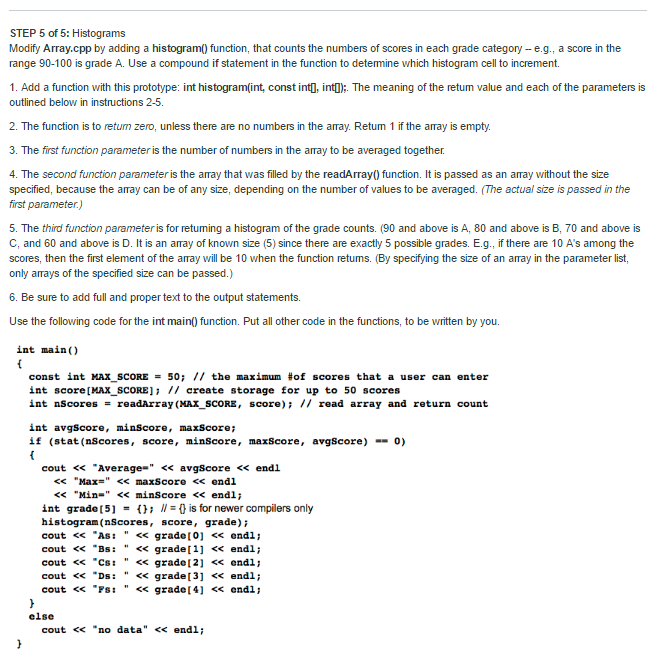 STEP 5 of 5: Histograms
Modify Array.cpp by adding a histogram() function, that counts the numbers of scores in each grade category – e.g., a score in the
range 90-100 is grade A. Use a compound if statement in the function to determine which histogram cell to increment.
1. Add a function with this prototype: int histogram(int, const int[], int[]);. The meaning of the return value and each of the parameters is
outlined below in instructions 2-5.
2. The function is to return zero, unless there are no numbers in the array. Return 1 if the array is empty.
3. The first function parameter is the number of numbers in the array to be averaged together.
4. The second function parameter is the array that was filled by the readArray() function. It is passed as an array without the size
specified, because the array can be of any size, depending on the number of values to be averaged. (The actual size is passed in the
first parameter.)
5. The third function parameter is for returning a histogram of the grade counts. (90 and above is A, 80 and above is B, 70 and above is
C, and 60 and above is D. It is an array of known size (5) since there are exactly 5 possible grades. E.g., if there are 10 A's among the
scores, then the first element of the array will be 10 when the function returns. (By specifying the size of an array in the parameter list,
only arrays of the specified size can be passed.)
6. Be sure to add full and proper text to the output statements.
Use the following code for the int main() function. Put all other code in the functions, to be written by you.
int main()
{
const int MAX_SCORE = 50; // the maximum #of scores that a user can enter
int score[MAX_SCORE]; // create storage for up to 50 scores
int nScores = readArray(MAX_SCORE, score); // read array and return count
int avgScore, minScore, maxScore;
if (stat(nScores, score, minScore, maxScore, avgScore) == 0)
{
cout << "Average=" << avgScore << endl
<< "Max=" << maxScore << endl
<< "Min=" << minScore << endl;
int grade[5] = {}; // = {} is for newer compilers only
histogram(nScores, score, grade);
cout << "As: " << grade[0] << endl;
cout << "Bs: " << grade[1] << endl;
cout << "Cs: " << grade[2] << endl;
cout << "Ds: " << grade[3] << endl;
cout << "Fs: " << grade[4] << endl;
}
else
cout << "no data" << endl;
}